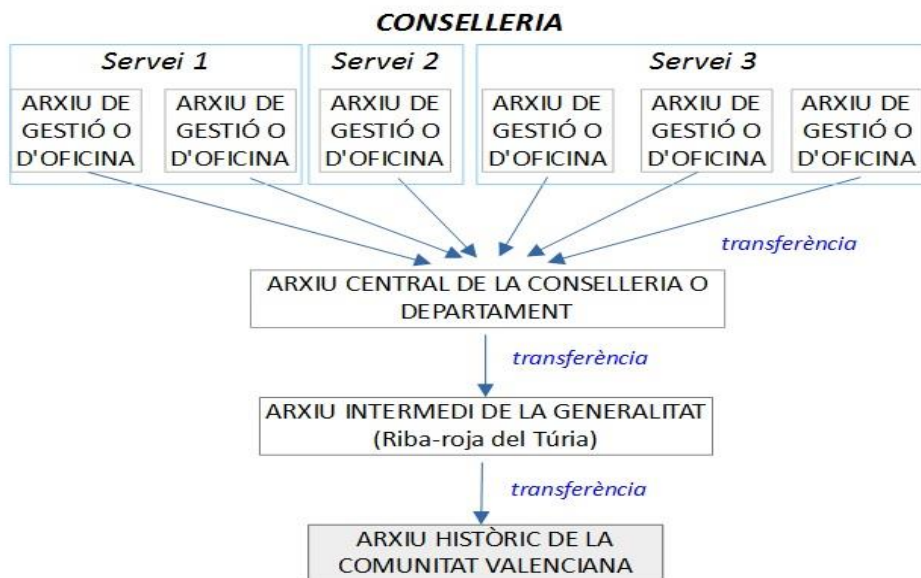 CONSELLERIA
Servei 1
ARXIU DE
GESTIÓ O
D'OFICINA
ARXIU DE
GESTIÓ O
D'OFICINA
Servei 2
ARXIU DE
GESTIÓ O
D'OFICINA
Servei 3
ARXIU DE
GESTIÓ O
D'OFICINA
ARXIU DE
GESTIÓ O
D'OFICINA
ARXIU DE
GESTIÓ O
D'OFICINA
transferència
ARXIU CENTRAL DE LA CONSELLERIA O
DEPARTAMENT
transferència
ARXIU INTERMEDI DE LA GENERALITAT
(Riba-roja del Túria)
transferència
ARXIU HISTÒRIC DE LA
COMUNITAT VALENCIANA